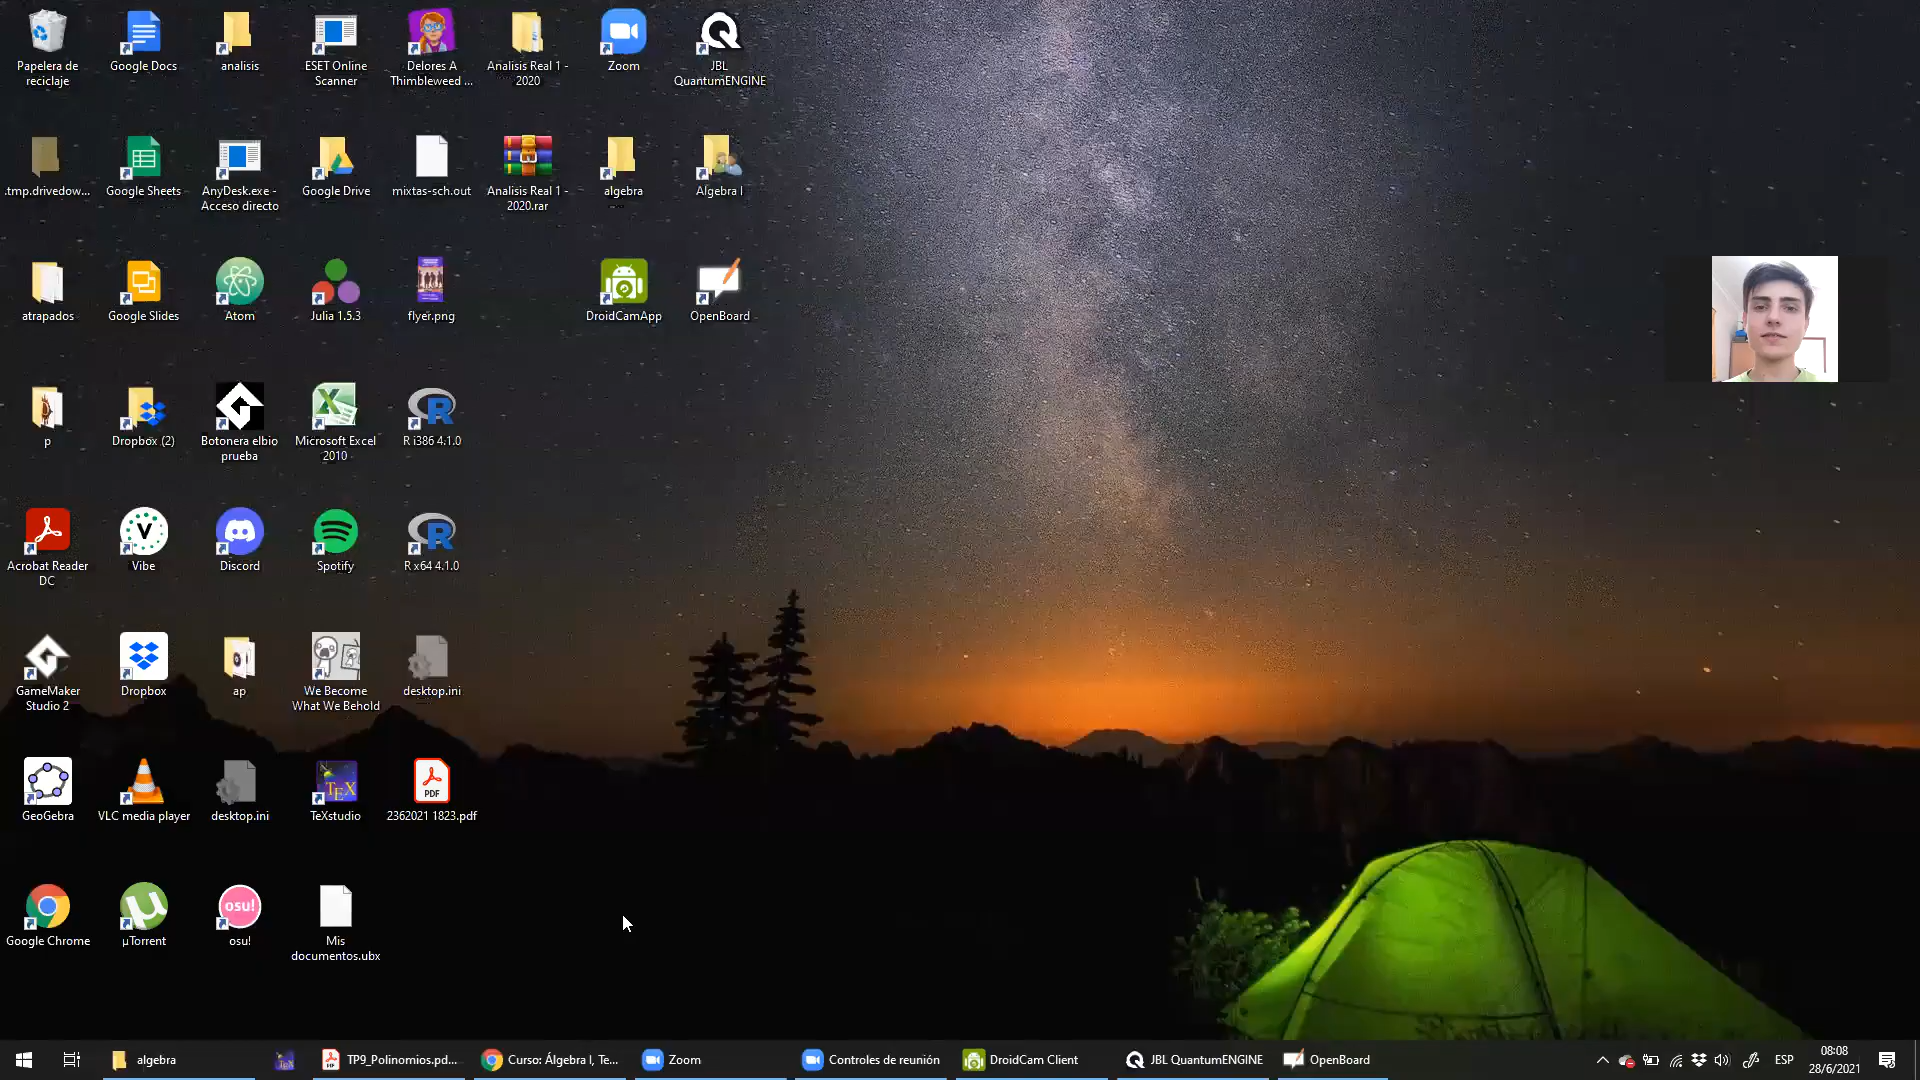 Papelera de
reciclaje
Google Docs
analisis
ESET Online
Scanner
Delores A
Thimbleweed ...
Analisis Real 1 -
2020
Zoom
JBL
QuantumENGINE
.tmp.drivedow...
Google Sheets
AnyDesk.exe -
Acceso directo
Google Drive
mixtas-sch.out
Analisis Real 1 -
2020.rar
algebra
Álgebra I
atrapados
Google Slides
Atom
Julia 1.5.3
flyer.png
DroidCamApp
OpenBoard
p
Dropbox (2)
Botonera elbio
prueba
Microsoft Excel
2010
R i386 4.1.0
Acrobat Reader
DC
V
Vibe
Discord
Spotify
R x64 4.1.0
GameMaker
Studio 2
Dropbox
ap
We Become
What We Behold
desktop.ini
GeoGebra
VLC media player
desktop.ini
TEX
TeXstudio
PDF
2362021 1823.pdf
Google Chrome
µTorrent
osu!
osu!
Mis
documentos.ubx
algebra
TP9_Polinomios.pd...
Curso: Álgebra I, Te...
Zoom
Controles de reunión
DroidCam Client
JBL QuantumENGINE
OpenBoard
ESP
08:08
28/6/2021